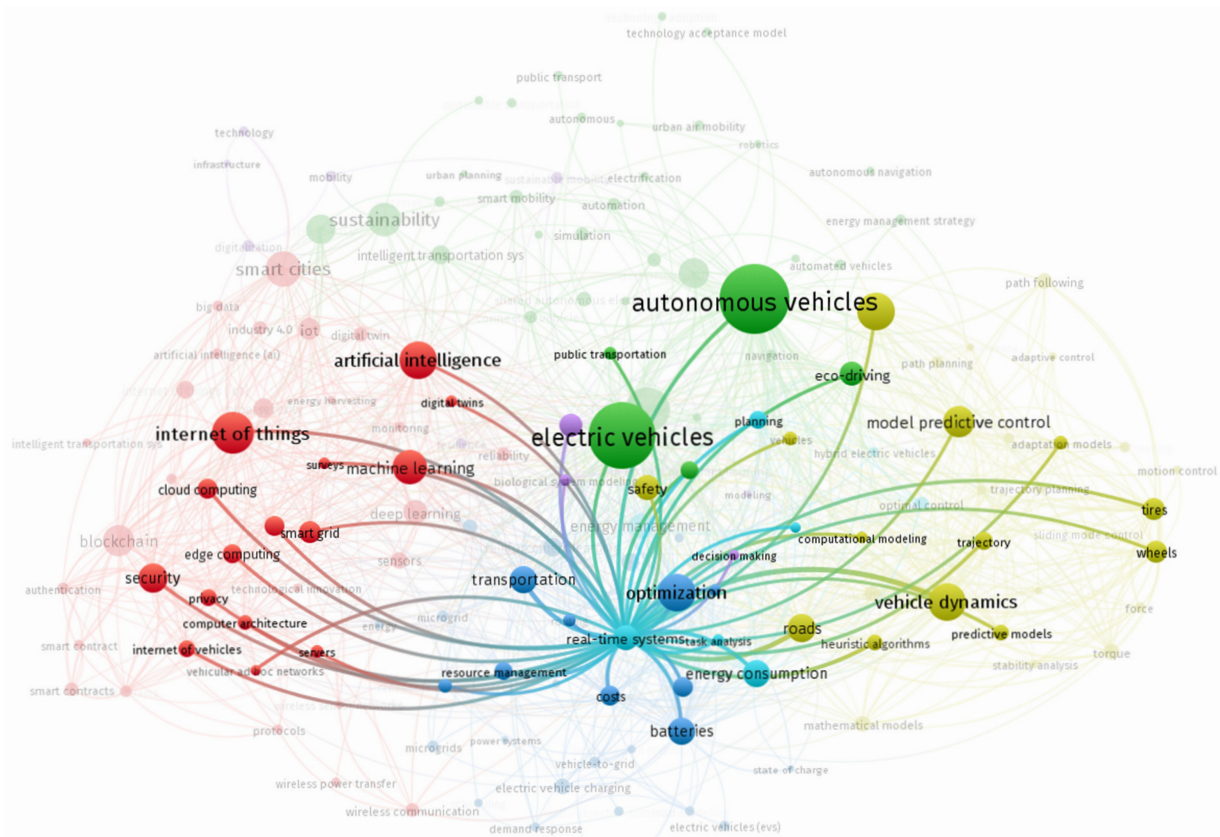 technology acceptance model
public transport
autonomous
urban air mobility
technology
robotics
infrastructure
mobility
urban planning
sustainable mobility
electrification
autonomous navigation
smart mobility
automation
sustainability
energy management strategy
simulation
digitalization
intelligent transportation sys
smart cities
automated vehicles
path following
shared autonomous elec
autonomous vehicles
big data
industry 4.0
iot
digital twin
artificial intelligence (ai)
artificial intelligence
public transportation
navigation
path planning
adaptive control
eco-driving
energy harvesting
digital twins
planning
model predictive control
internet of things
monitoring
electric vehicles
vehicles
intelligent transportation sys
adaptation models
reliability
hybrid electric vehicles
surveys
machine learning
motion control
cloud computing
biological system modeling
safety
modeling
trajectory planning
deep learning
optimal control
tires
energy management
smart grid
blockchain
computational modeling
trajectory
sliding mode control
edge computing
sensors
decision making
wheels
security
transportation
authentication
technological innovation
optimization
privacy
vehicle dynamics
force
computer architecture
microgrid
energy
roads
predictive models
smart contract
internet of vehicles
servers
real-time systems
task analysis
heuristic algorithms
torque
stability analysis
vehicular ad hoc networks
resource management
energy consumption
smart contracts
costs
wireless sensor networks
protocols
batteries
mathematical models
microgrids
power systems
vehicle-to-grid
state of charge
wireless power transfer
electric vehicle charging
wireless communication
demand response
electric vehicles (evs)